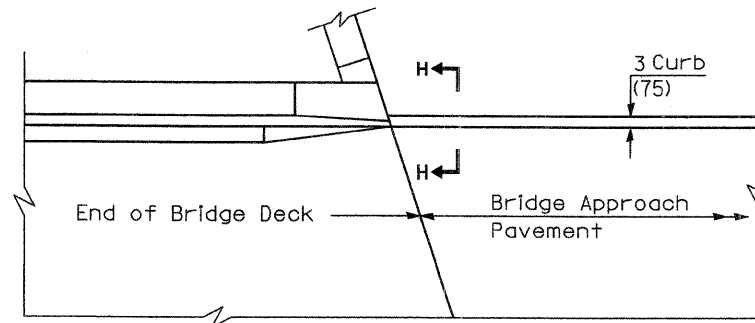 H
3 Curb
(75)
H
End of Bridge Deck
Bridge Approach
Pavement